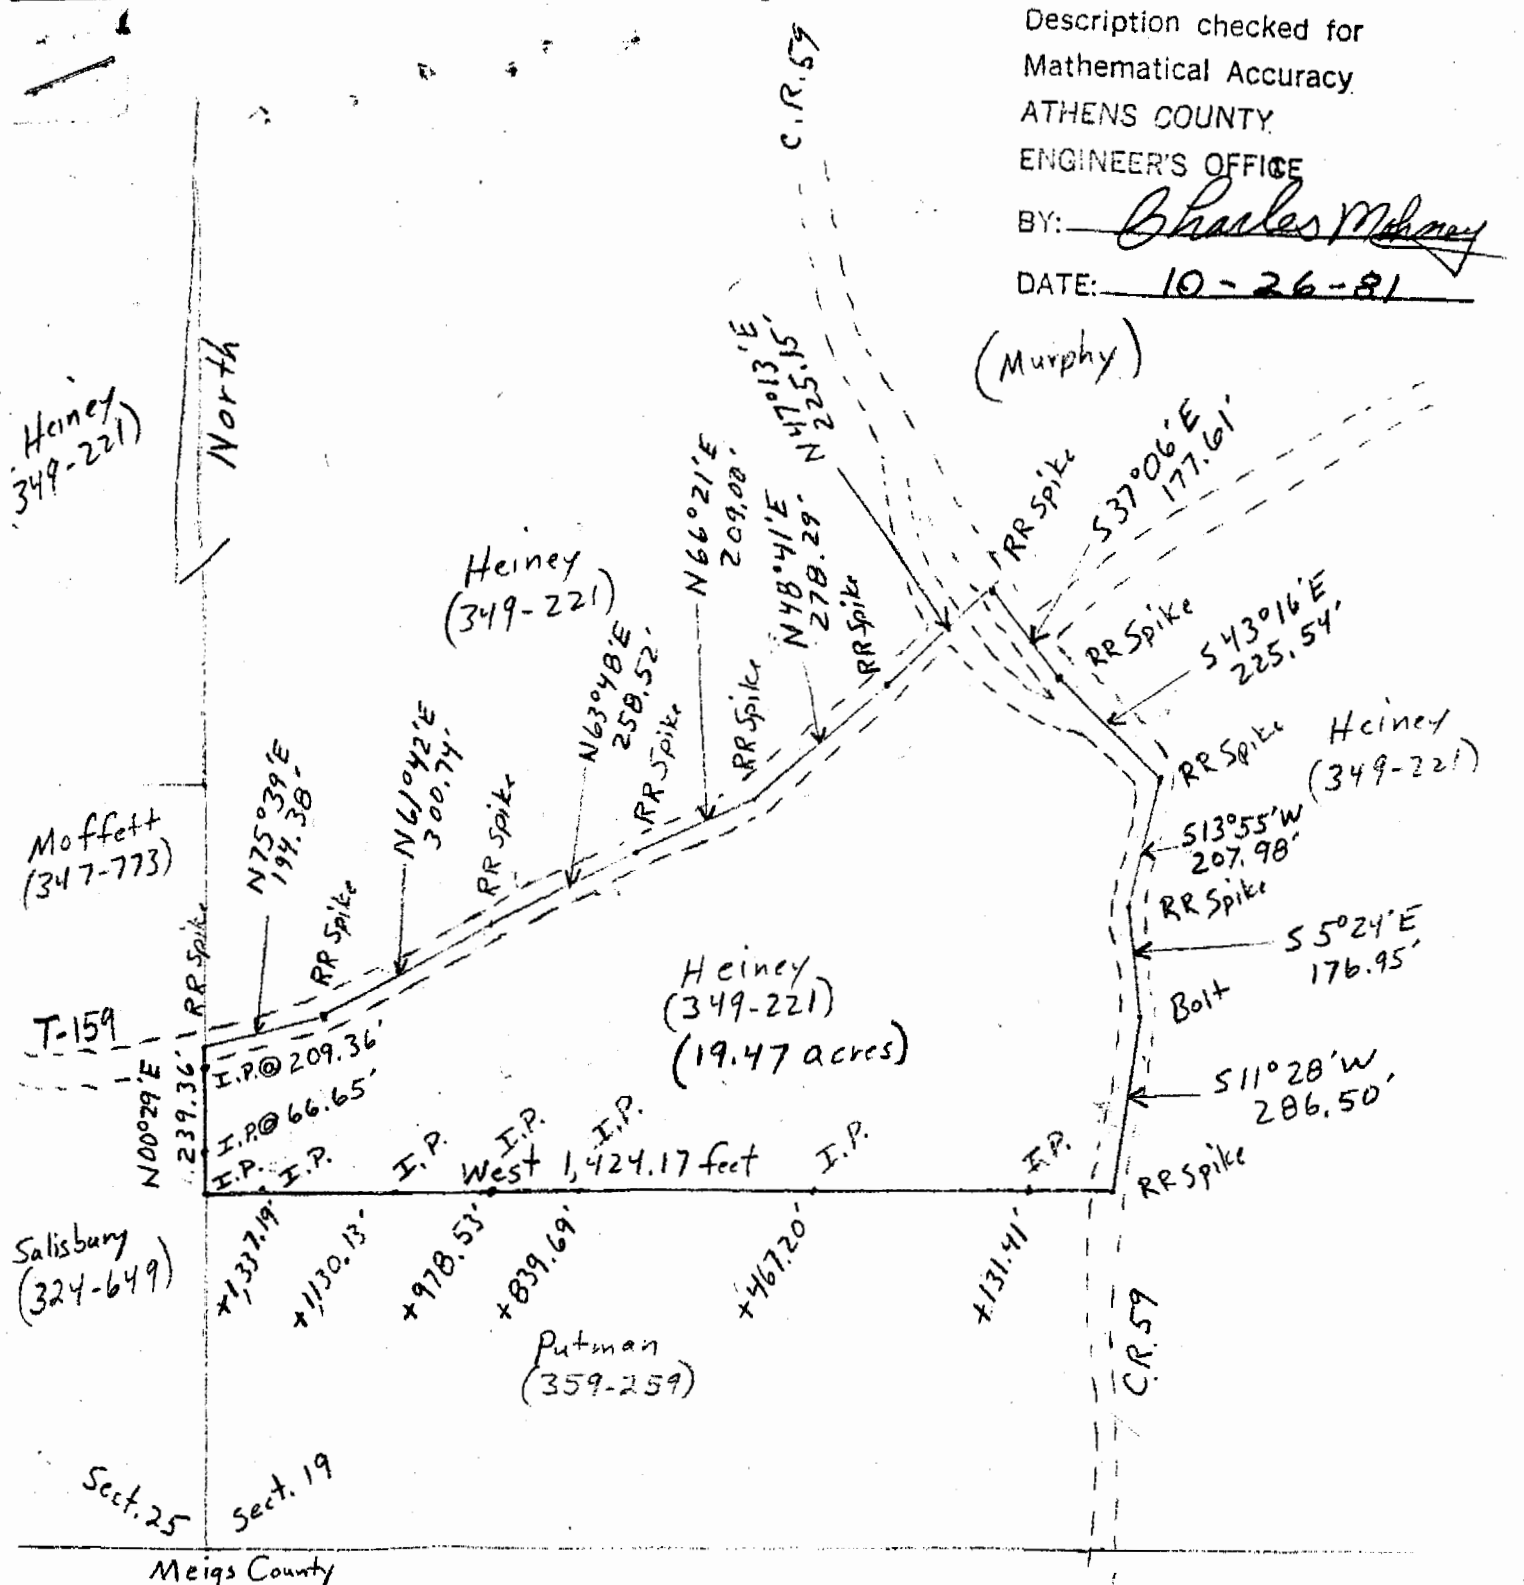 Description checked for
Mathematical Accuracy
ATHENS COUNTY
ENGINEER'S OFFICE
BY: Charles Mohney
DATE: 10-26-81
C.R.59
(Murphy)
North
Heiney
(349-221)
Heiney
(349-221)
N47°13'E
225.15'
N66°21'E
209.00'
N48°41'E
278.29'
RR Spike
RR Spike
S37°06'E
177.61'
RR Spike
S43°16'E
225.54'
N63°48'E
258.52'
RR Spike
RR Spike
RR Spike
Heiney
(349-221)
N75°39'E
194.38'
N61°42'E
300.74'
RR Spike
S13°55'W
207.98'
Moffett
(347-773)
RR Spike
RR Spike
RR Spike
S5°24'E
176.95'
Heiney
(349-221)
(19.47 acres)
Bolt
T-159
I.P.@ 209.36'
N00°29'E
239.36'
I.P.@ 66.65'
S11°28'W
286.50'
I.P.
I.P.
I.P.
I.P.
I.P.
I.P.
I.P.
West 1,424.17 feet
RR Spike
Salisbury
(324-649)
+1,337.19'
+1,130.13'
+978.53'
+839.69'
+467.20'
+131.41'
Putman
(359-259)
C.R.59
Sect.25
Sect.19
Meigs County